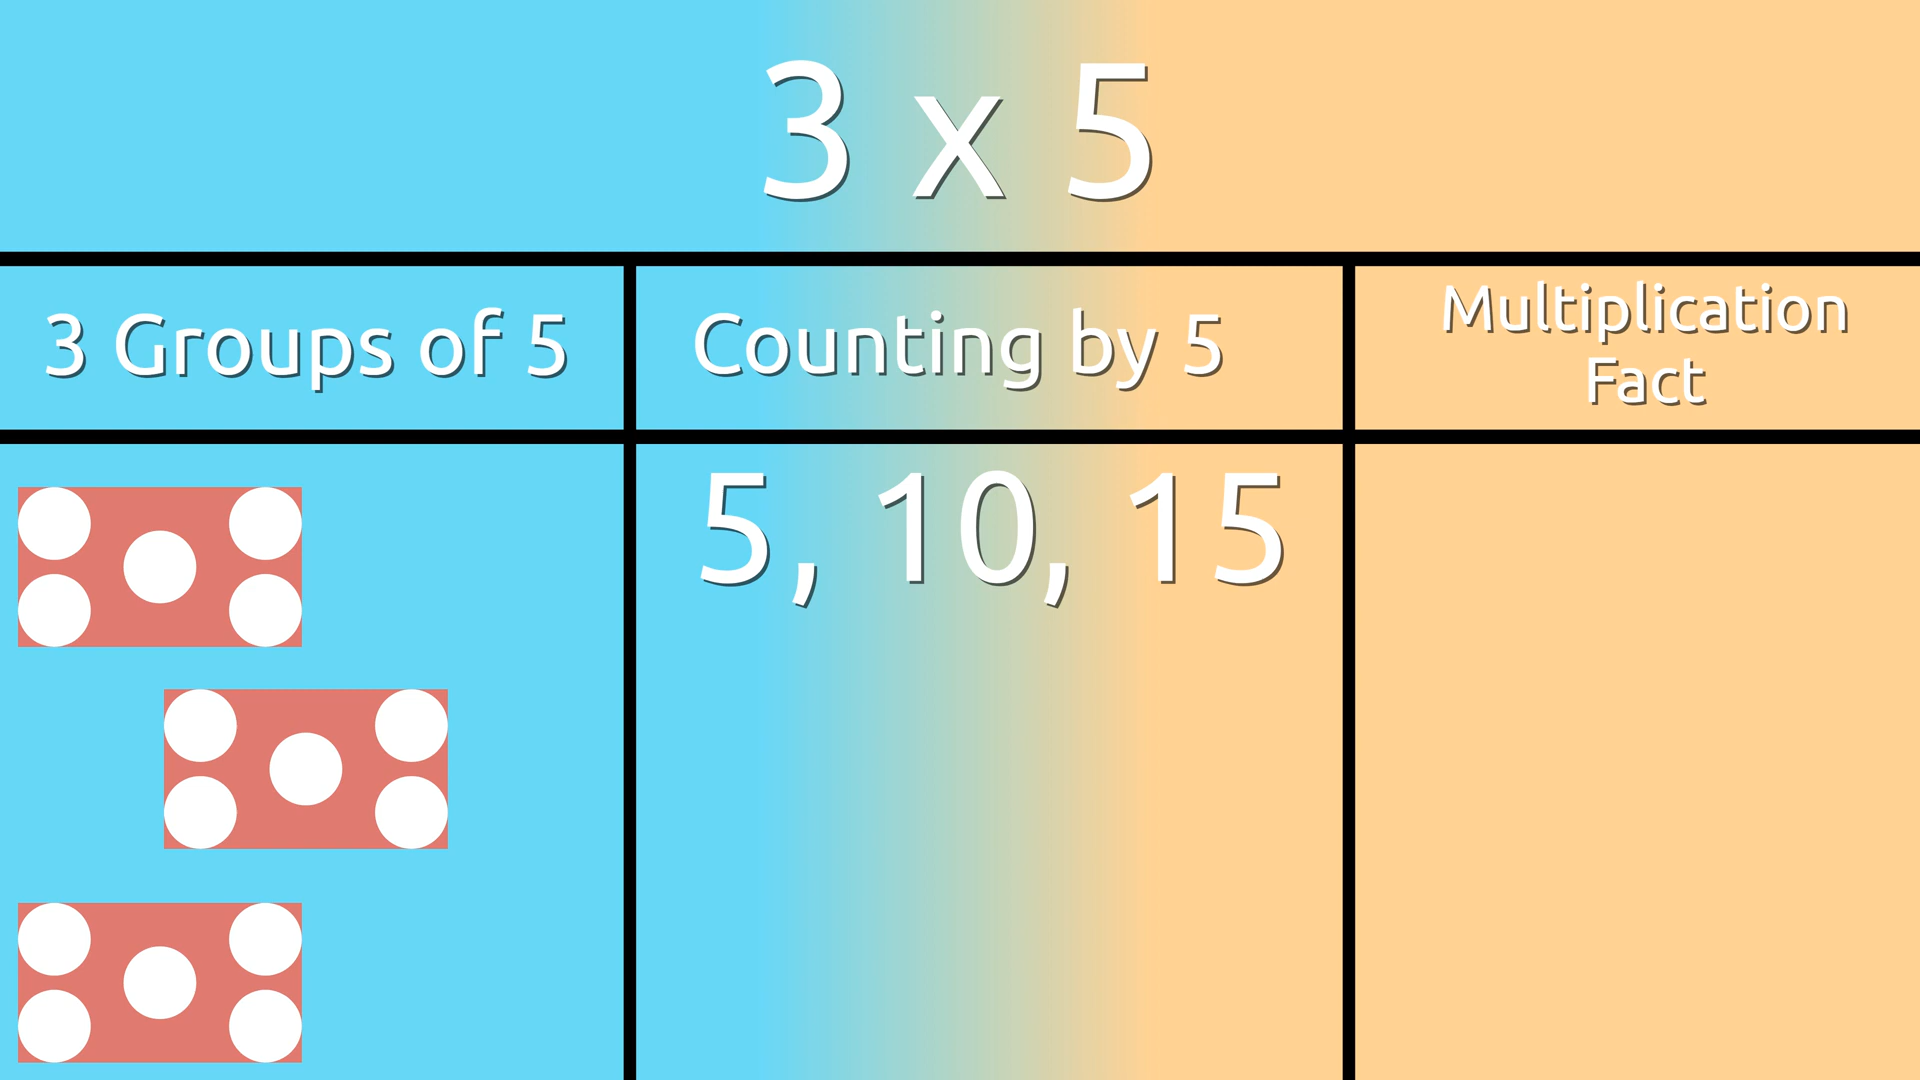 3 x 5
3 Groups of 5
Counting by 5
Multiplication
Fact
5, 10, 15